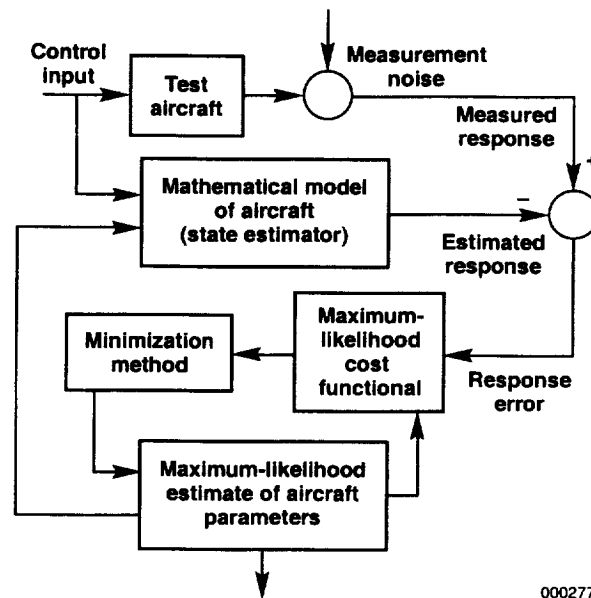 Control
input
Test
aircraft
Measurement
noise
Measured
response
+
Mathematical model
of aircraft
(state estimator)
–
Estimated
response
Minimization
method
Maximum-
likelihood
cost
functional
Response
error
Maximum-likelihood
estimate of aircraft
parameters
000277